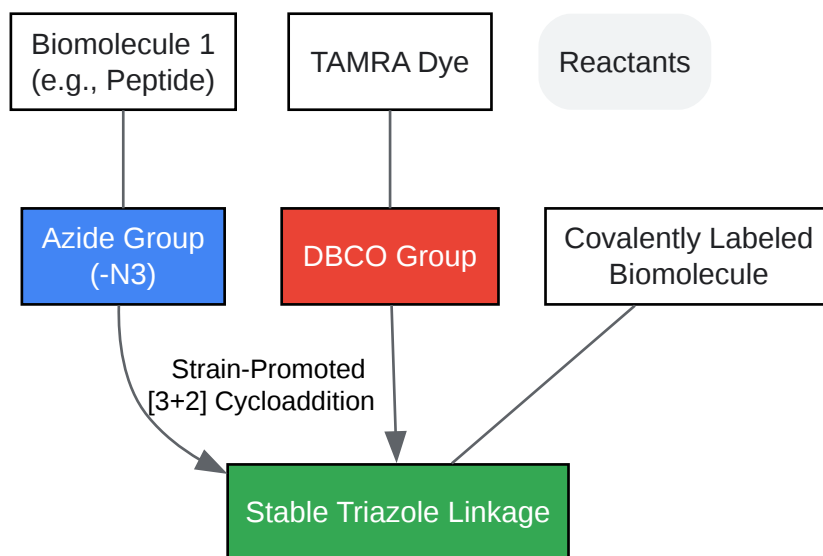 Biomolecule 1
(e.g., Peptide)
TAMRA Dye
Reactants
Azide Group
(-N3)
DBCO Group
Covalently Labeled
Biomolecule
Strain-Promoted
[3+2] Cycloaddition
Stable Triazole Linkage